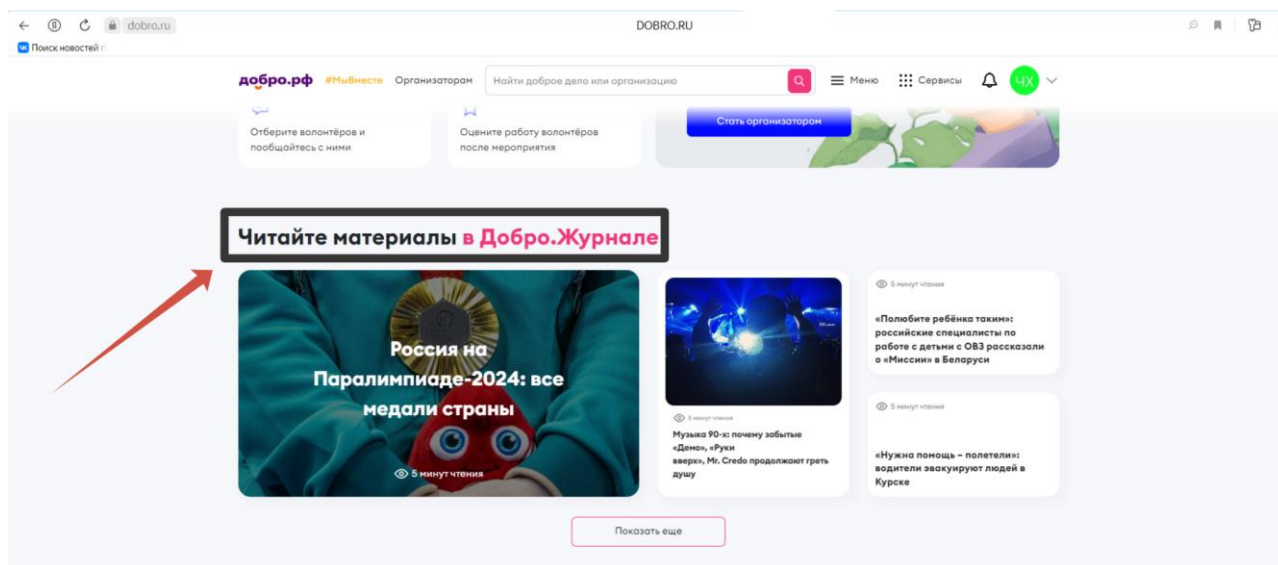 dobro.ru
DOBRO.RU
Поиск новостей
добро.рф #МыВместе Организаторам Найти доброе дело или организацию Меню Сервисы ЧХ
Отберите волонтёров и
пообщайтесь с ними
Оцените работу волонтёров
после мероприятия
Стать организатором
Читайте материалы в Добро.Журнале
Россия на
Паралимпиаде-2024: все
медали страны
5 минут чтения
5 минут чтения
Музыка 90-х: почему забытые
«Демо», «Руки
вверх», Mr. Credo продолжают греть
душу
5 минут чтения
«Полюбите ребёнка таким»:
российские специалисты по
работе с детьми с ОВЗ рассказали
о «Миссии» в Беларуси
5 минут чтения
«Нужна помощь – полетели»:
водители эвакуируют людей в
Курске
Показать еще